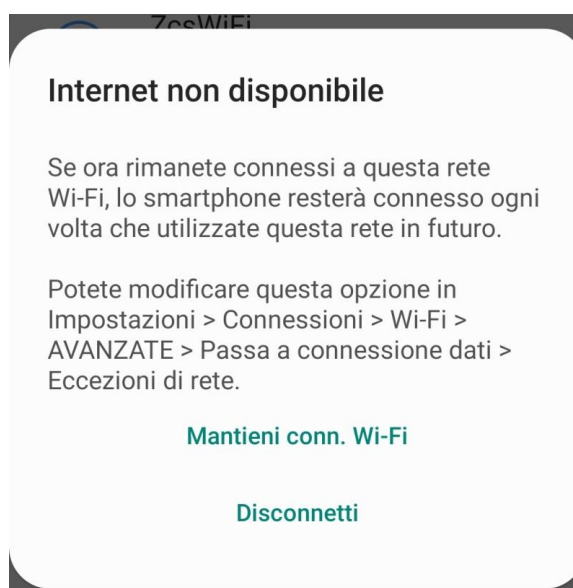 ZcsWiFi
Internet non disponibile
Se ora rimanete connessi a questa rete
Wi-Fi, lo smartphone resterà connesso ogni
volta che utilizzate questa rete in futuro.
Potete modificare questa opzione in
Impostazioni > Connessioni > Wi-Fi >
AVANZATE > Passa a connessione dati >
Eccezioni di rete.
Mantieni conn. Wi-Fi
Disconnetti